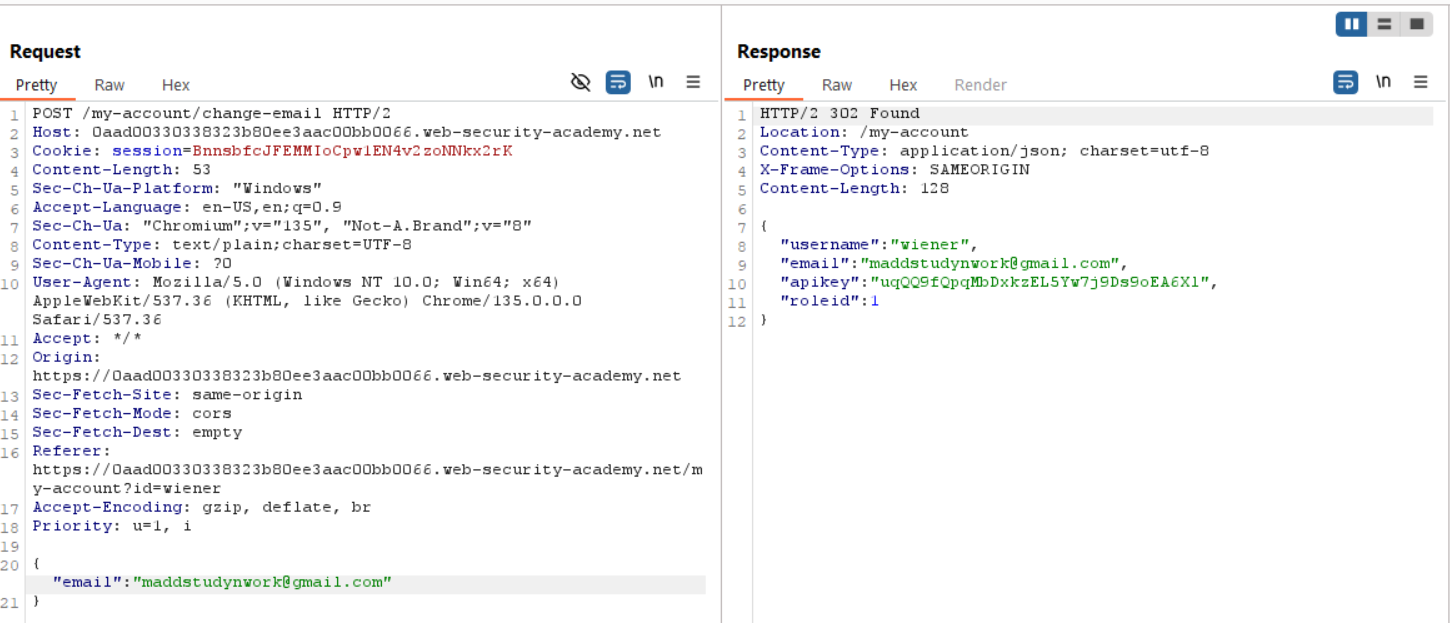 Request
Pretty Raw Hex \n
1 POST /my-account/change-email HTTP/2
2 Host: 0aad00330338323b80ee3aac00bb0066.web-security-academy.net
3 Cookie: session=BnnsbfcJFEMMIoCpw1EN4v2zoNNkx2rK
4 Content-Length: 53
5 Sec-Ch-Ua-Platform: "Windows"
6 Accept-Language: en-US,en;q=0.9
7 Sec-Ch-Ua: "Chromium";v="135", "Not-A.Brand";v="8"
8 Content-Type: text/plain;charset=UTF-8
9 Sec-Ch-Ua-Mobile: ?0
10 User-Agent: Mozilla/5.0 (Windows NT 10.0; Win64; x64)
AppleWebKit/537.36 (KHTML, like Gecko) Chrome/135.0.0.0
Safari/537.36
11 Accept: */*
12 Origin:
https://0aad00330338323b80ee3aac00bb0066.web-security-academy.net
13 Sec-Fetch-Site: same-origin
14 Sec-Fetch-Mode: cors
15 Sec-Fetch-Dest: empty
16 Referer:
https://0aad00330338323b80ee3aac00bb0066.web-security-academy.net/m
y-account?id=wiener
17 Accept-Encoding: gzip, deflate, br
18 Priority: u=1, i
19
20 {
"email":"maddstudynwork@gmail.com"
21 }
Response
Pretty Raw Hex Render \n
1 HTTP/2 302 Found
2 Location: /my-account
3 Content-Type: application/json; charset=utf-8
4 X-Frame-Options: SAMEORIGIN
5 Content-Length: 128
6
7 {
8 "username":"wiener",
9 "email":"maddstudynwork@gmail.com",
10 "apikey":"uqQQ9fQpqMbDxkzEL5Yw7j9Ds9oEA6Xl",
11 "roleid":1
12 }